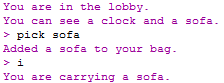 You are in the lobby.
You can see a clock and a sofa.
> pick sofa
Added a sofa to your bag.
> i
You are carrying a sofa.